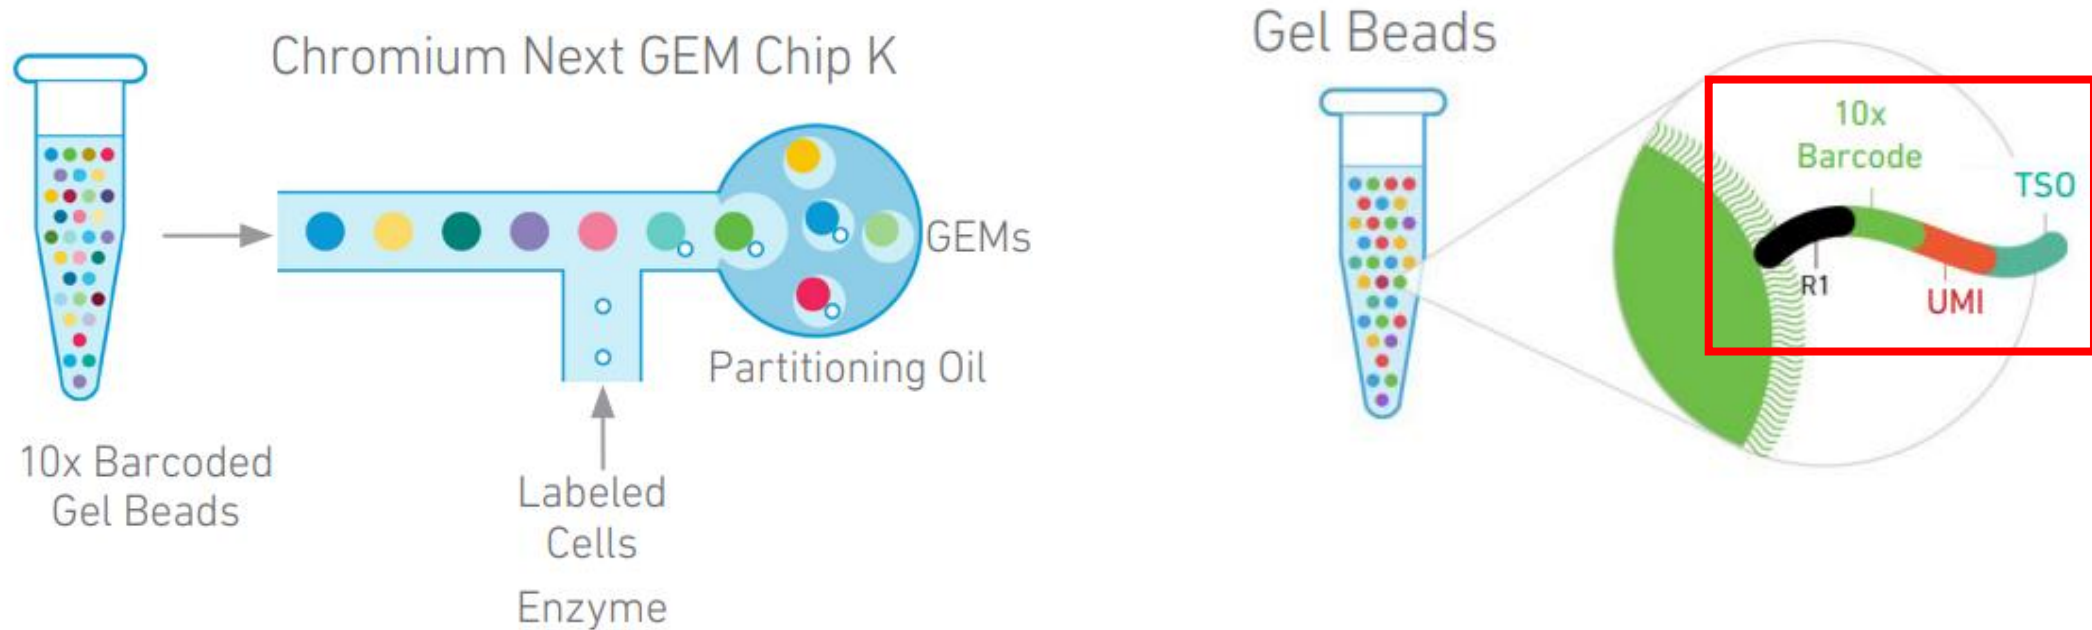 Chromium Next GEM Chip K
GEMs
Partitioning Oil
10x Barcoded
Gel Beads
Labeled
Cells
Enzyme
Gel Beads
10x
Barcode
TSO
R1
UMI